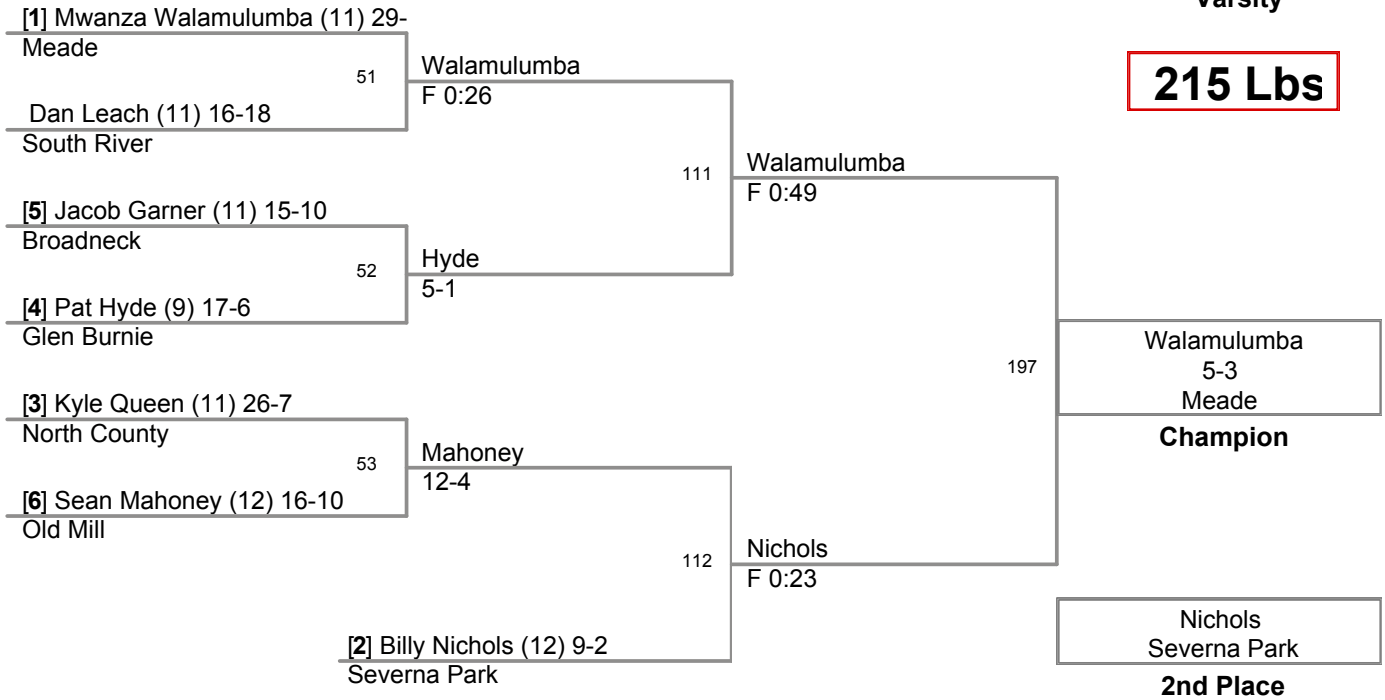 Varsity
215 Lbs
[1] Mwanza Walamulumba (11) 29-
Meade
51
Dan Leach (11) 16-18
South River
Walamulumba
F 0:26
[5] Jacob Garner (11) 15-10
Broadneck
52
[4] Pat Hyde (9) 17-6
Glen Burnie
Hyde
5-1
111
Walamulumba
F 0:49
[3] Kyle Queen (11) 26-7
North County
53
[6] Sean Mahoney (12) 16-10
Old Mill
Mahoney
12-4
112
[2] Billy Nichols (12) 9-2
Severna Park
Nichols
F 0:23
197
Walamulumba
5-3
Meade
Champion
Nichols
Severna Park
2nd Place